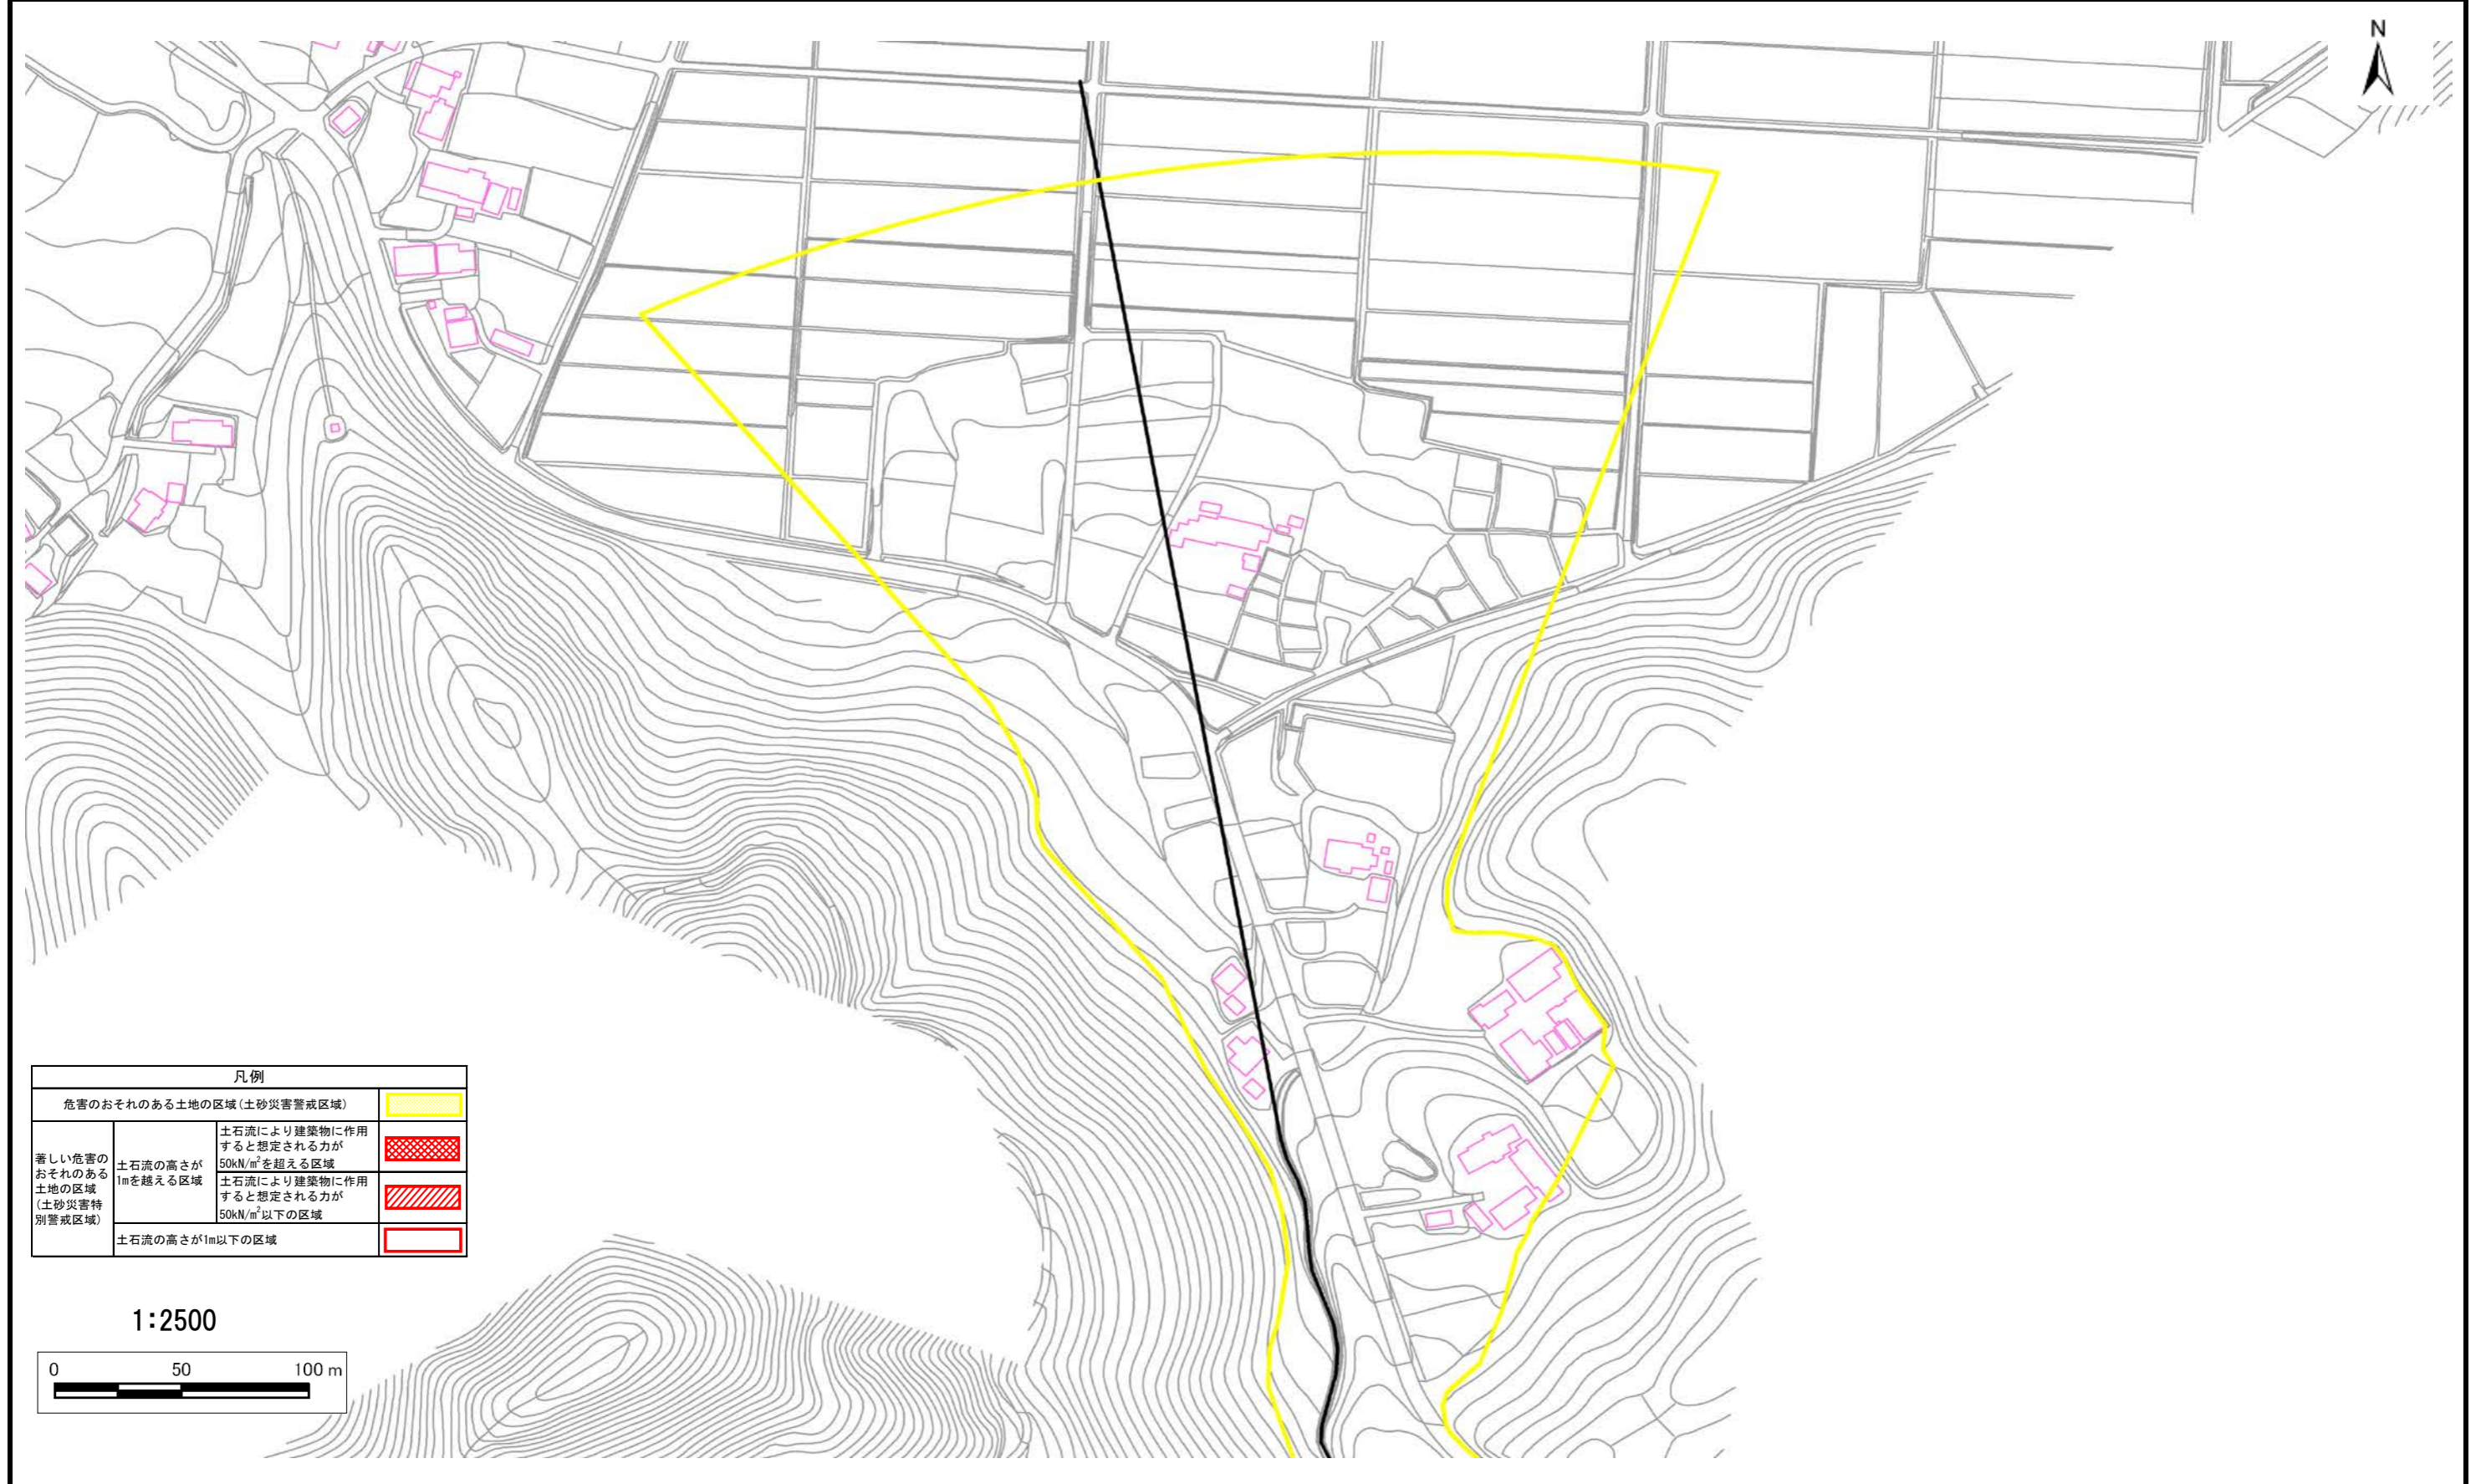 N
凡例
危害のおそれのある土地の区域(土砂災害警戒区域)
著しい危害の
おそれのある
土地の区域
(土砂災害特
別警戒区域)
土石流の高さが
1mを越える区域
土石流により建築物に作用
すると想定される力が
50kN/m²を超える区域
土石流により建築物に作用
すると想定される力が
50kN/m²以下の区域
土石流の高さが1m以下の区域
1:2500
0 50 100 m